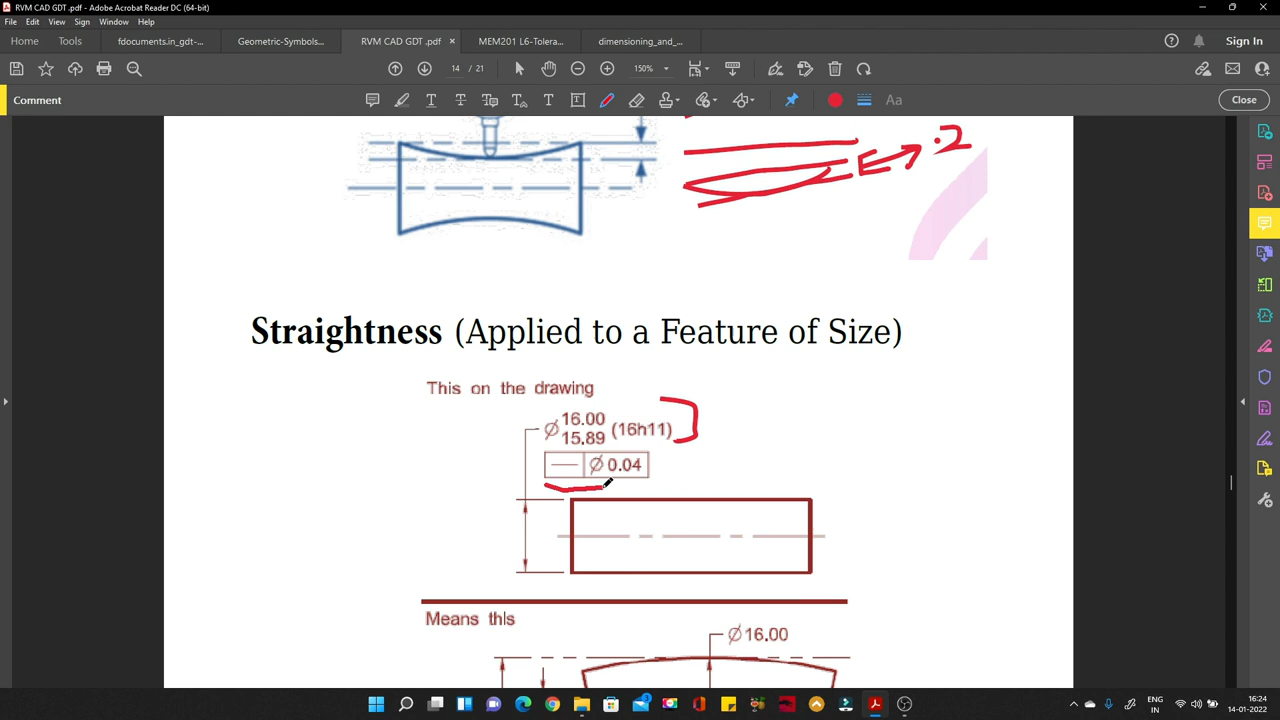 RVM CAD GDT .pdf - Adobe Acrobat Reader DC (64-bit)
File Edit View Sign Window Help
Home Tools fdocuments.in_gdt-... Geometric-Symbols... RVM CAD GDT .pdf × MEM201 L6-Tolera... dimensioning_and_... Sign In
14 / 21 150%
Comment Aa Close
.2
Straightness (Applied to a Feature of Size)
This on the drawing
⌀ 16.00
15.89 (16h11)
— ⌀ 0.04
Means this
⌀16.00
ENG
IN
16:24
14-01-2022